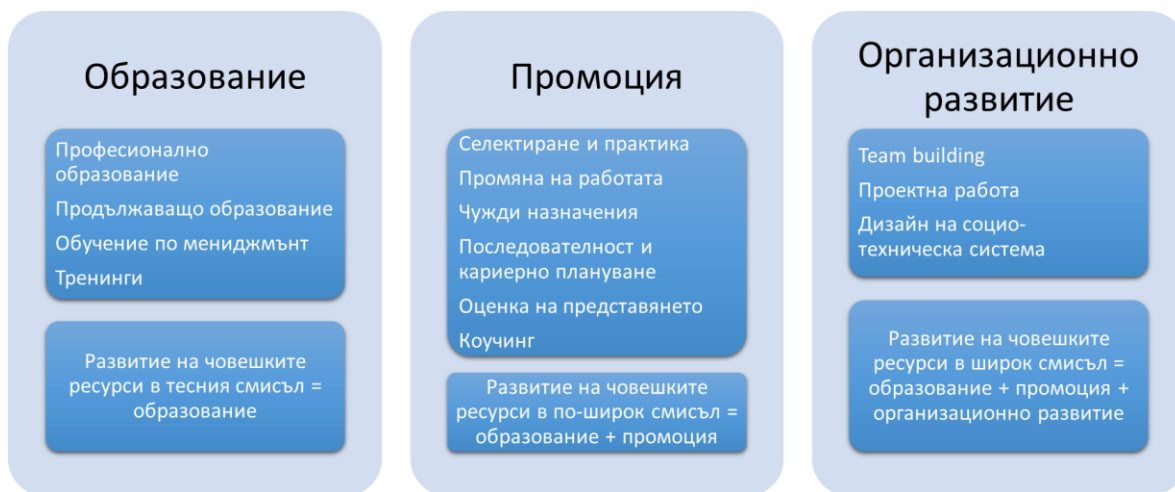 Образование
Професионално
образование
Продължаващо образование
Обучение по мениджмънт
Тренинги
Развитие на човешките
ресурси в тесния смисъл =
образование
Промоция
Селектиране и практика
Промяна на работата
Чужди назначения
Последователност и
кариерно плануване
Оценка на представянето
Коучинг
Развитие на човешките
ресурси в по-широк смисъл =
образование + промоция
Организационно
развитие
Team building
Проектна работа
Дизайн на социо-
техническа система
Развитие на човешките
ресурси в широк смисъл =
образование + промоция +
организационно развитие